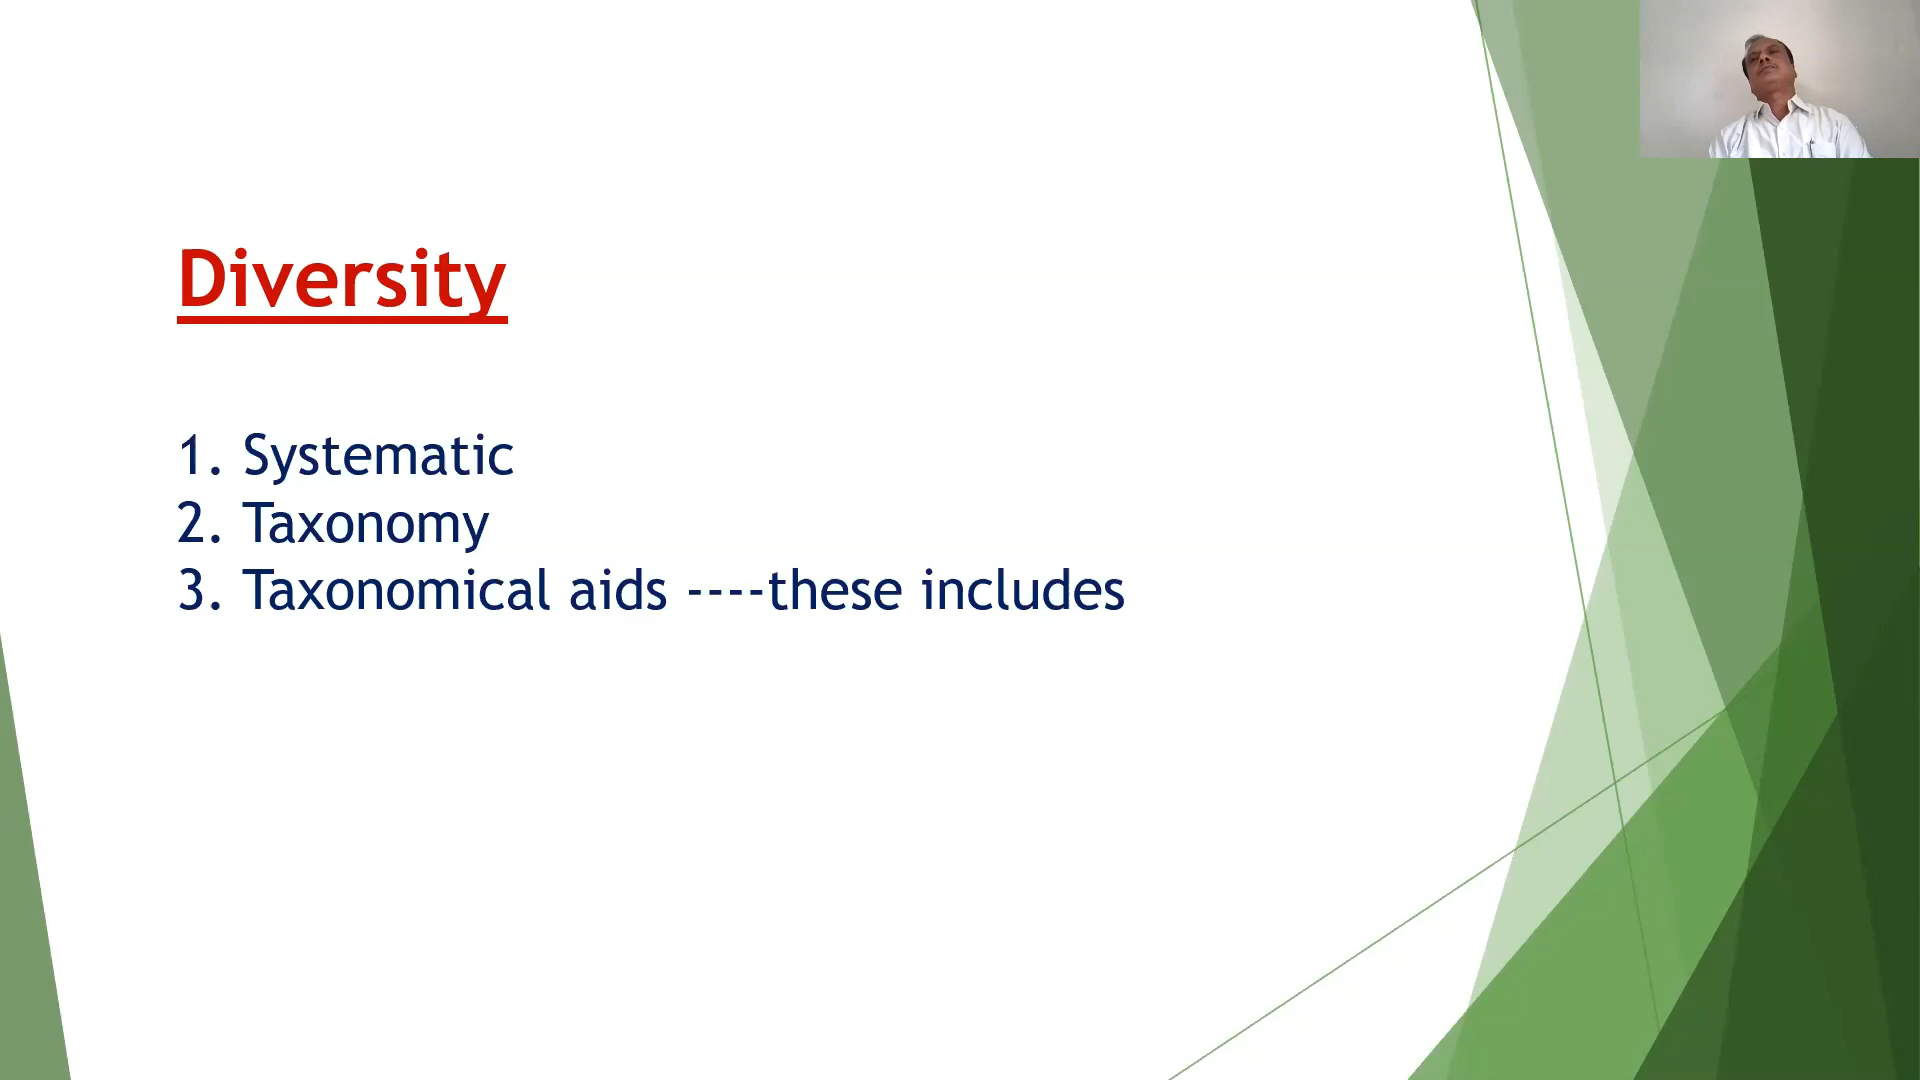 Diversity
1. Systematic
2. Taxonomy
3. Taxonomical aids ----these includes